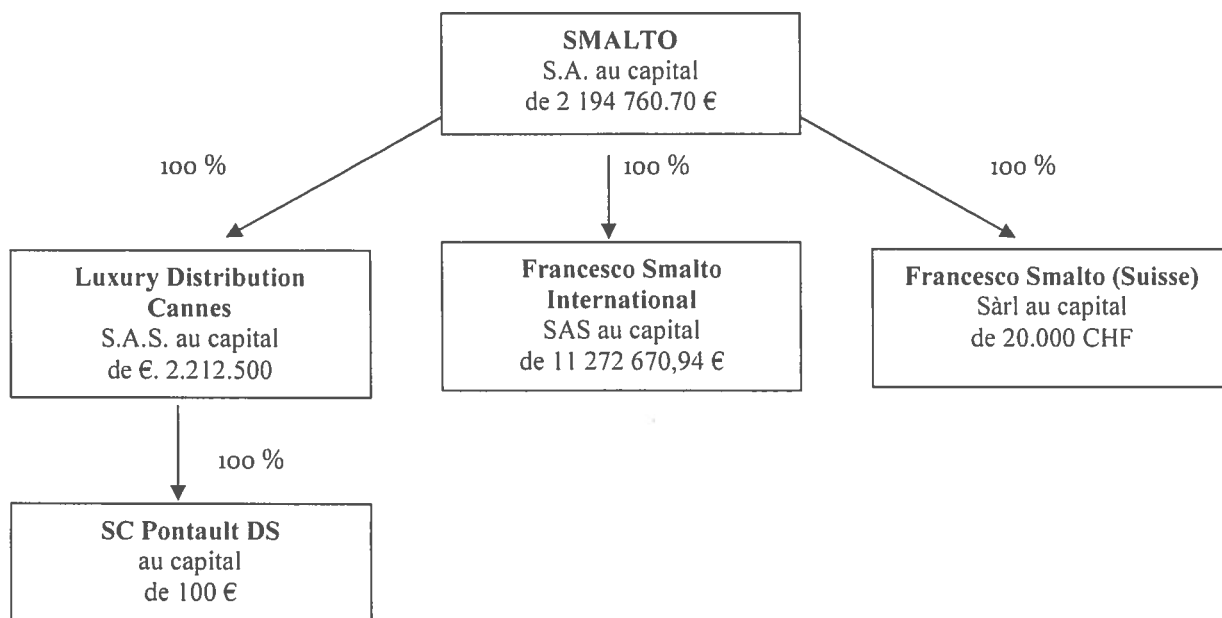 SMALTO
S.A. au capital
de 2 194 760.70 €
100 %
100 %
100 %
Luxury Distribution
Cannes
S.A.S. au capital
de €. 2.212.500
Francesco Smalto
International
SAS au capital
de 11 272 670,94 €
Francesco Smalto (Suisse)
Sàrl au capital
de 20.000 CHF
100 %
SC Pontault DS
au capital
de 100 €